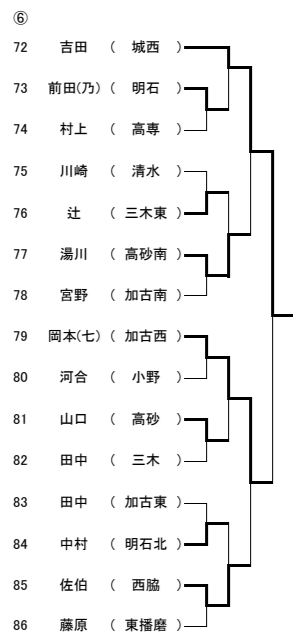 ⑥
72 吉田 ( 城西 )
73 前田(乃) ( 明石 )
74 村上 ( 高専 )
75 川崎 ( 清水 )
76 辻 ( 三木東 )
77 湯川 ( 高砂南 )
78 宮野 ( 加古南 )
79 岡本(七) ( 加古西 )
80 河合 ( 小野 )
81 山口 ( 高砂 )
82 田中 ( 三木 )
83 田中 ( 加古東 )
84 中村 ( 明石北 )
85 佐伯 ( 西脇 )
86 藤原 ( 東播磨 )